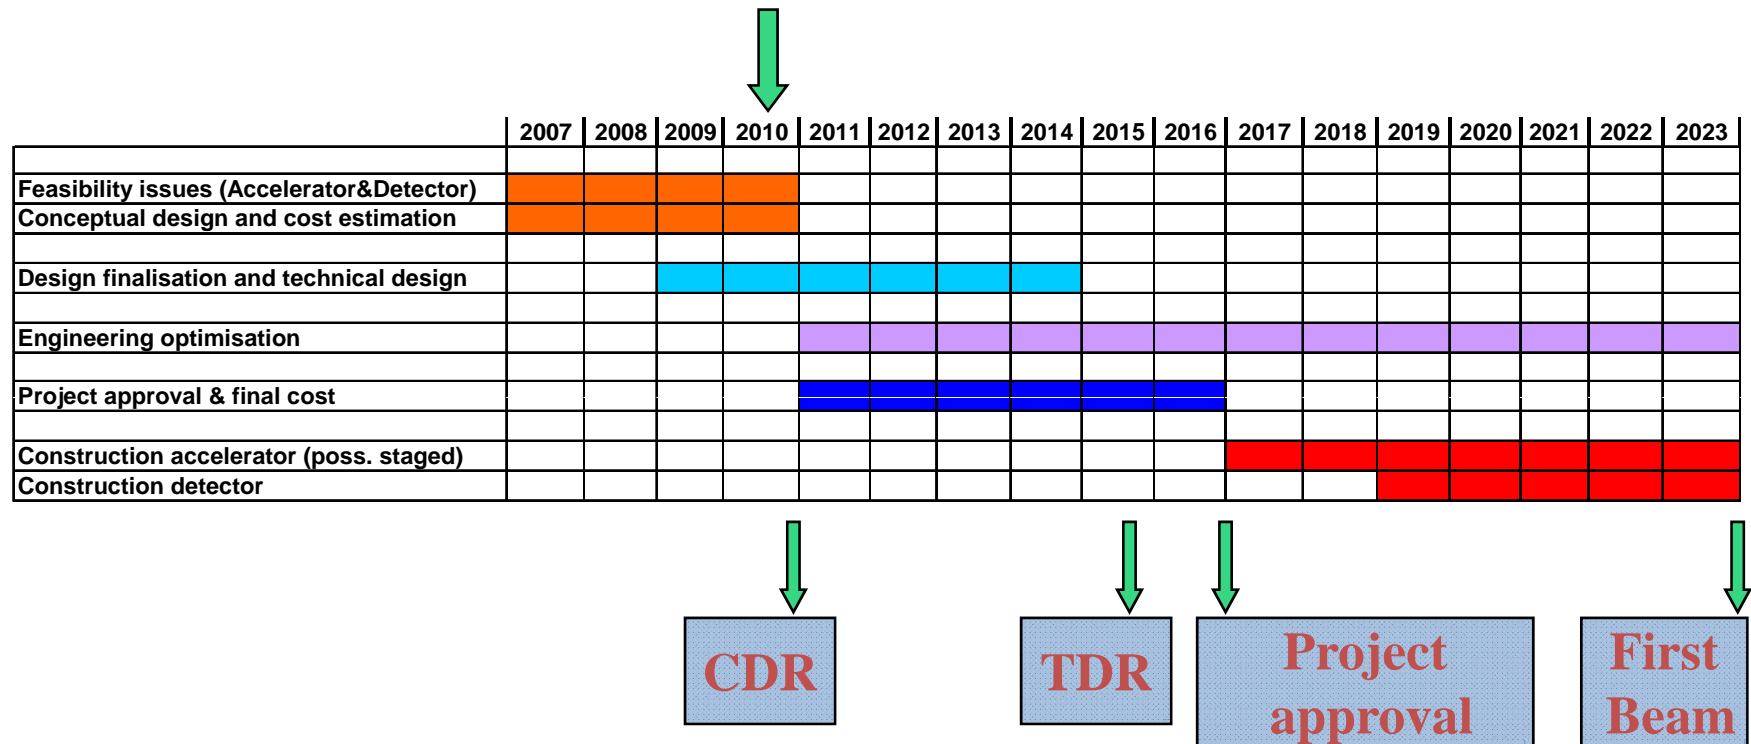 2007 2008 2009 2010 2011 2012 2013 2014 2015 2016 2017 2018 2019 2020 2021 2022 2023
Feasibility issues (Accelerator&Detector)
Conceptual design and cost estimation
Design finalisation and technical design
Engineering optimisation
Project approval & final cost
Construction accelerator (poss. staged)
Construction detector
CDR
TDR
Project
approval
First
Beam